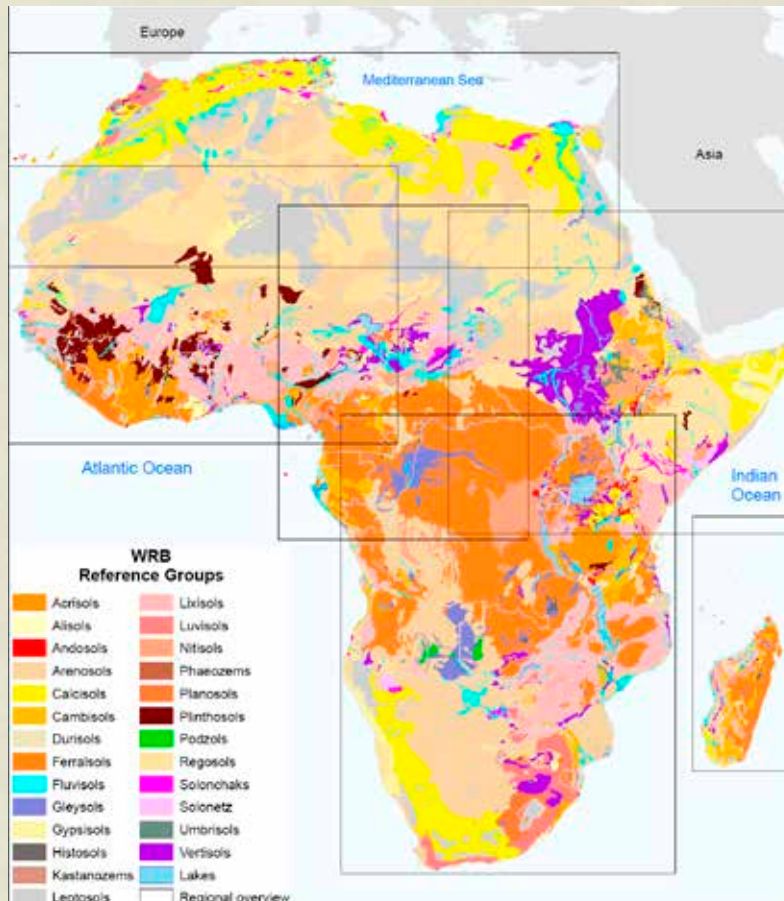 Europe
Mediterranean Sea
Asia
Atlantic Ocean
Indian
Ocean
WRB
Reference Groups
Acrisols
Alisols
Andosols
Arenosols
Calcisols
Cambisols
Durisols
Ferralsols
Fluvisols
Gleysols
Gypsisols
Histosols
Kastanozems
Leptosols
Lixisols
Luvisols
Nitisols
Phaeozems
Planosols
Plinthosols
Podzols
Regosols
Solonchaks
Solonetz
Umbrisols
Vertisols
Lakes
Regional overview